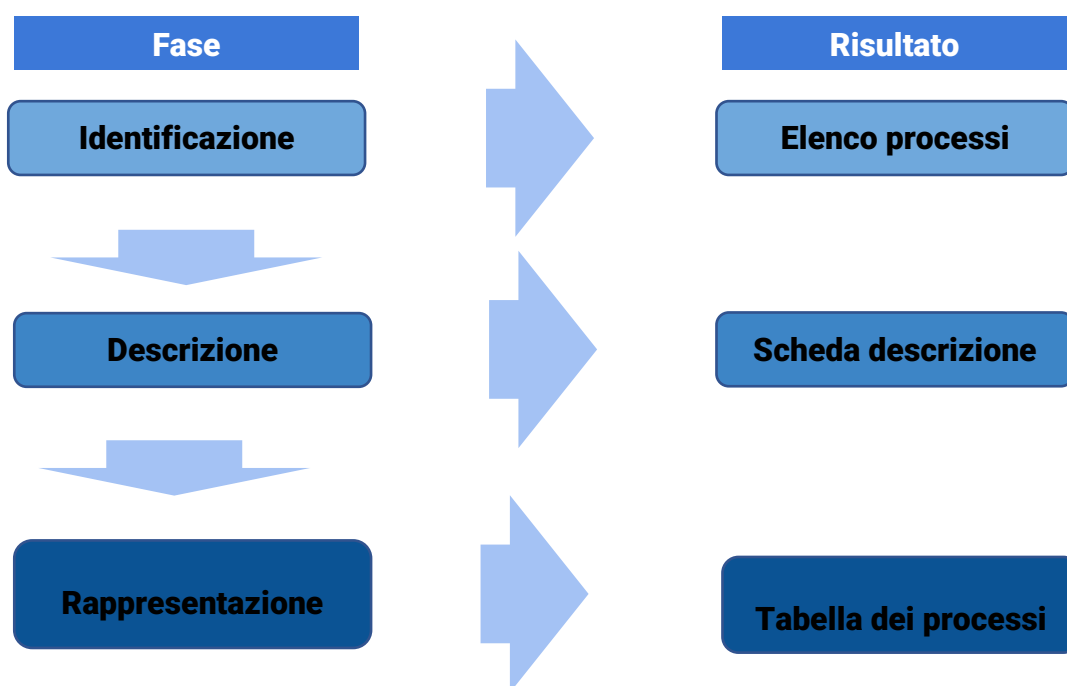 Fase
Risultato
Identificazione
Elenco processi
Descrizione
Scheda descrizione
Rappresentazione
Tabella dei processi